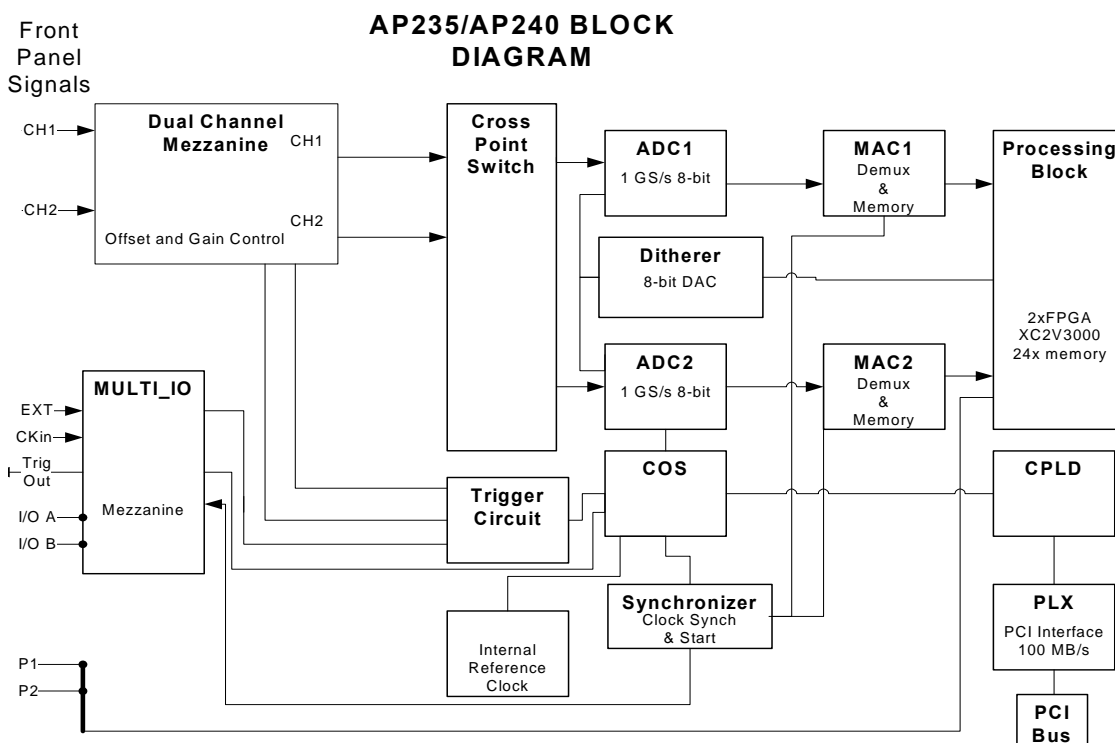 AP235/AP240 BLOCK
DIAGRAM
Front
Panel
Signals
CH1
CH2
Dual Channel
Mezzanine
CH1
CH2
Offset and Gain Control
Cross
Point
Switch
ADC1
1 GS/s 8-bit
MAC1
Demux
&
Memory
Processing
Block
2xFPGA
XC2V3000
24x memory
Ditherer
8-bit DAC
ADC2
1 GS/s 8-bit
MAC2
Demux
&
Memory
MULTI_IO
Mezzanine
EXT
CKin
Trig
Out
I/O A
I/O B
Trigger
Circuit
COS
CPLD
Internal
Reference
Clock
Synchronizer
Clock Synch
& Start
PLX
PCI Interface
100 MB/s
P1
P2
PCI
Bus